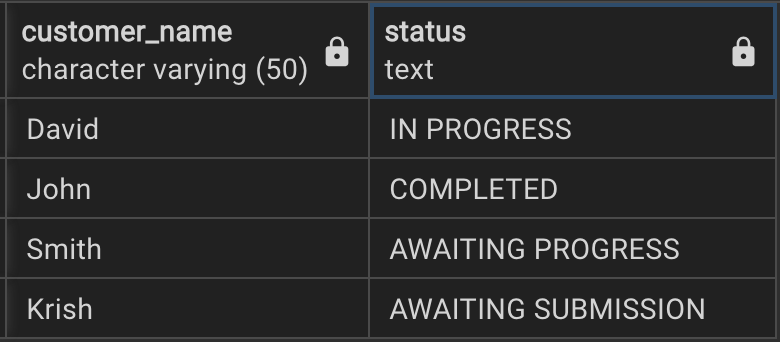 customer_name status
character varying (50) text
David IN PROGRESS
John COMPLETED
Smith AWAITING PROGRESS
Krish AWAITING SUBMISSION